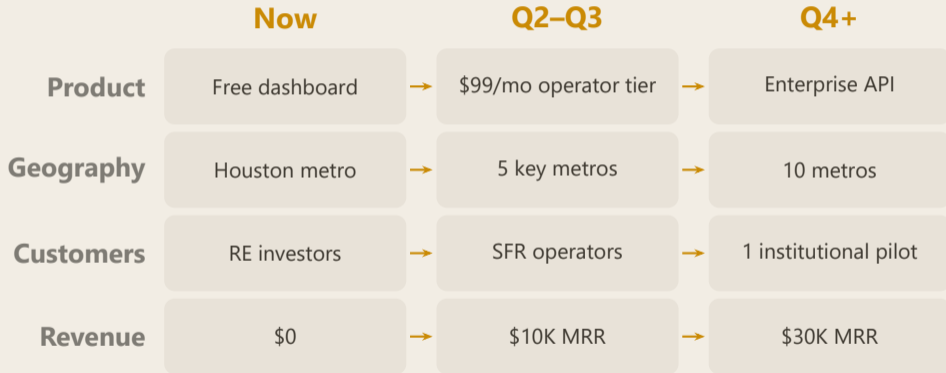 Now Q2–Q3 Q4+
Product Free dashboard → $99/mo operator tier → Enterprise API
Geography Houston metro → 5 key metros → 10 metros
Customers RE investors → SFR operators → 1 institutional pilot
Revenue $0 → $10K MRR → $30K MRR